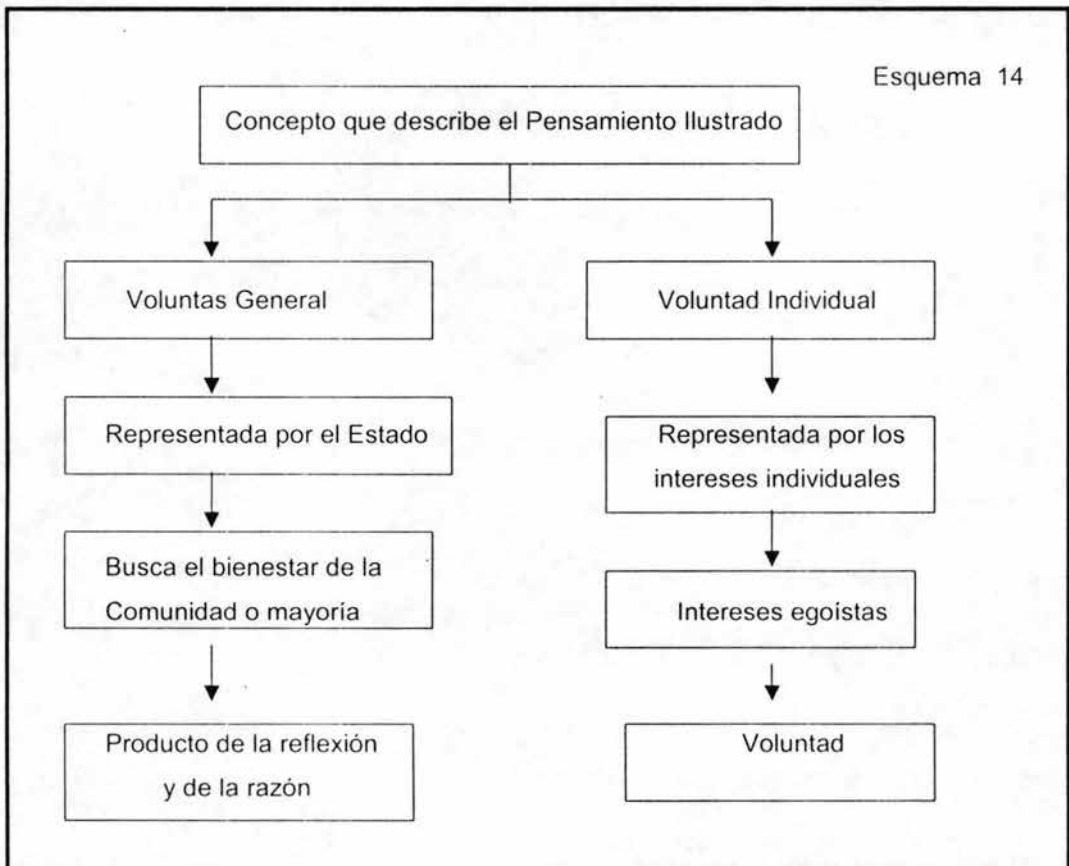 Esquema 14
Concepto que describe el Pensamiento Ilustrado
Voluntas General
Voluntad Individual
Representada por el Estado
Representada por los
intereses individuales
Busca el bienestar de la
Comunidad o mayoría
Intereses egoístas
Producto de la reflexión
y de la razón
Voluntad